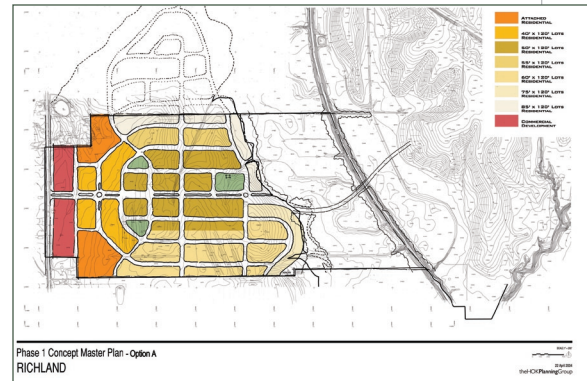 ATTACHED
RESIDENTIAL
40' X 120' LOTS
RESIDENTIAL
50' X 120' LOTS
RESIDENTIAL
55' X 120' LOTS
RESIDENTIAL
60' X 120' LOTS
RESIDENTIAL
75' X 120' LOTS
RESIDENTIAL
85' X 120' LOTS
RESIDENTIAL
COMMERCIAL
DEVELOPMENT
Phase 1 Concept Master Plan - Option A
RICHLAND
22 April 2004
theHOKPlanningGroup